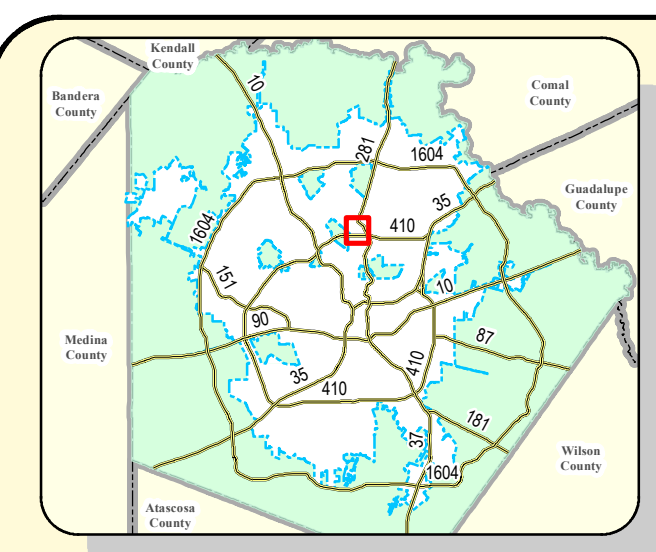 Kendall
County
10
Bandera
County
Comal
County
281
1604
Guadalupe
County
35
1604
410
151
10
90
87
Medina
County
410
35
410
181
37
Wilson
County
1604
Atascosa
County